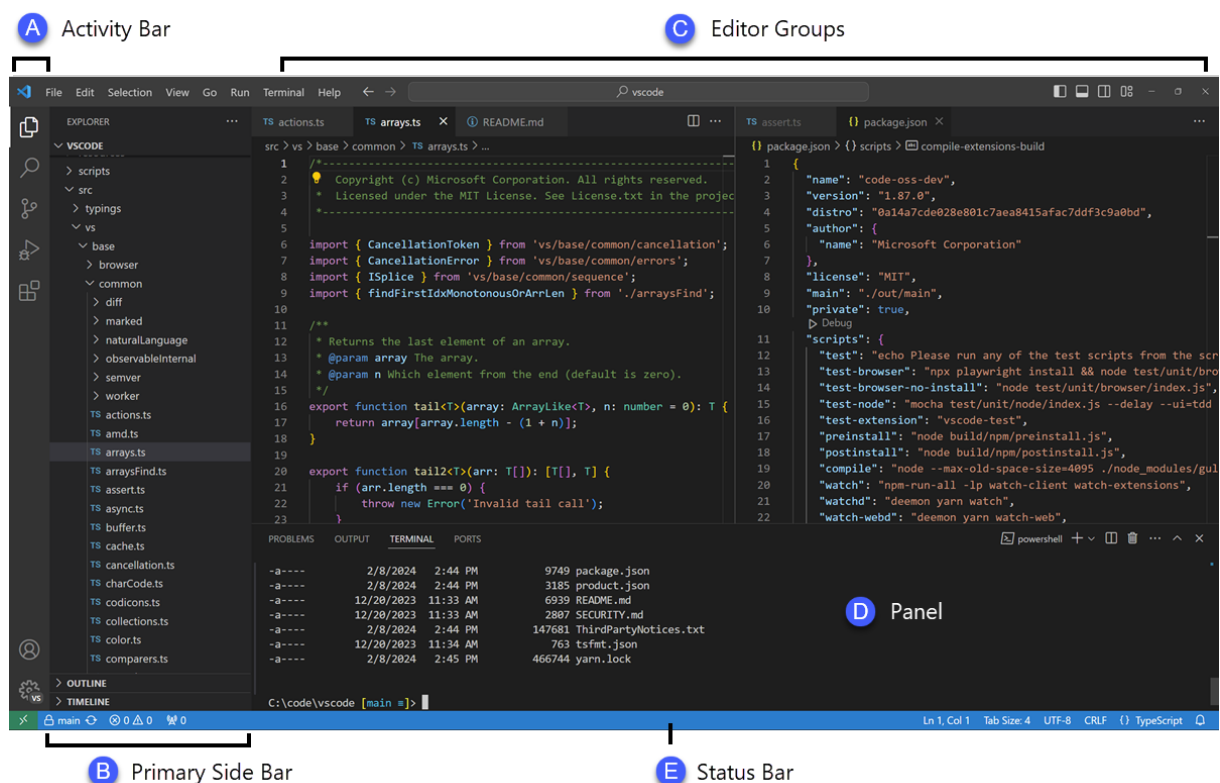 A Activity Bar
C Editor Groups
File Edit Selection View Go Run Terminal Help ← → vscode
EXPLORER ···
VSCODE
> scripts
src
> typings
vs
base
> browser
common
> diff
> marked
> naturalLanguage
> observableInternal
> semver
> worker
TS actions.ts
TS amd.ts
TS arrays.ts
TS arraysFind.ts
TS assert.ts
TS async.ts
TS buffer.ts
TS cache.ts
TS cancellation.ts
TS charCode.ts
TS codicons.ts
TS collections.ts
TS color.ts
TS comparers.ts
> OUTLINE
> TIMELINE
VS
TS actions.ts TS arrays.ts × README.md ···
src > vs > base > common > TS arrays.ts > ...
1 /*---------------------------------------------------------------
2 Copyright (c) Microsoft Corporation. All rights reserved.
3 * Licensed under the MIT License. See License.txt in the projec
4 *---------------------------------------------------------------
5
6 import { CancellationToken } from 'vs/base/common/cancellation';
7 import { CancellationError } from 'vs/base/common/errors';
8 import { ISplice } from 'vs/base/common/sequence';
9 import { findFirstIdxMonotonousOrArrLen } from './arraysFind';
10
11 /**
12 * Returns the last element of an array.
13 * @param array The array.
14 * @param n Which element from the end (default is zero).
15 */
16 export function tail<T>(array: ArrayLike<T>, n: number = 0): T {
17 return array[array.length - (1 + n)];
18 }
19
20 export function tail2<T>(arr: T[]): [T[], T] {
21 if (arr.length === 0) {
22 throw new Error('Invalid tail call');
23 }
TS assert.ts {} package.json × ···
{} package.json > {} scripts > compile-extensions-build
1 {
2 "name": "code-oss-dev",
3 "version": "1.87.0",
4 "distro": "0a14a7cde028e801c7aea8415afac7ddf3c9a0bd",
5 "author": {
6 "name": "Microsoft Corporation"
7 },
8 "license": "MIT",
9 "main": "./out/main",
10 "private": true,
Debug
11 "scripts": {
12 "test": "echo Please run any of the test scripts from the scr
13 "test-browser": "npx playwright install && node test/unit/bro
14 "test-browser-no-install": "node test/unit/browser/index.js",
15 "test-node": "mocha test/unit/node/index.js --delay --ui=tdd
16 "test-extension": "vscode-test",
17 "preinstall": "node build/npm/preinstall.js",
18 "postinstall": "node build/npm/postinstall.js",
19 "compile": "node --max-old-space-size=4095 ./node_modules/gul
20 "watch": "npm-run-all -lp watch-client watch-extensions",
21 "watchd": "deemon yarn watch",
22 "watch-webd": "deemon yarn watch-web",
PROBLEMS OUTPUT TERMINAL PORTS powershell + ···
-a---- 2/8/2024 2:44 PM 9749 package.json
-a---- 2/8/2024 2:44 PM 3185 product.json
-a---- 12/20/2023 11:33 AM 6939 README.md
-a---- 12/20/2023 11:33 AM 2807 SECURITY.md
-a---- 2/8/2024 2:44 PM 147681 ThirdPartyNotices.txt
-a---- 12/20/2023 11:34 AM 763 tsfmt.json
-a---- 2/8/2024 2:45 PM 466744 yarn.lock
D Panel
C:\code\vscode [main ≡]>
main 0 0 0 Ln 1, Col 1 Tab Size: 4 UTF-8 CRLF {} TypeScript
B Primary Side Bar
E Status Bar